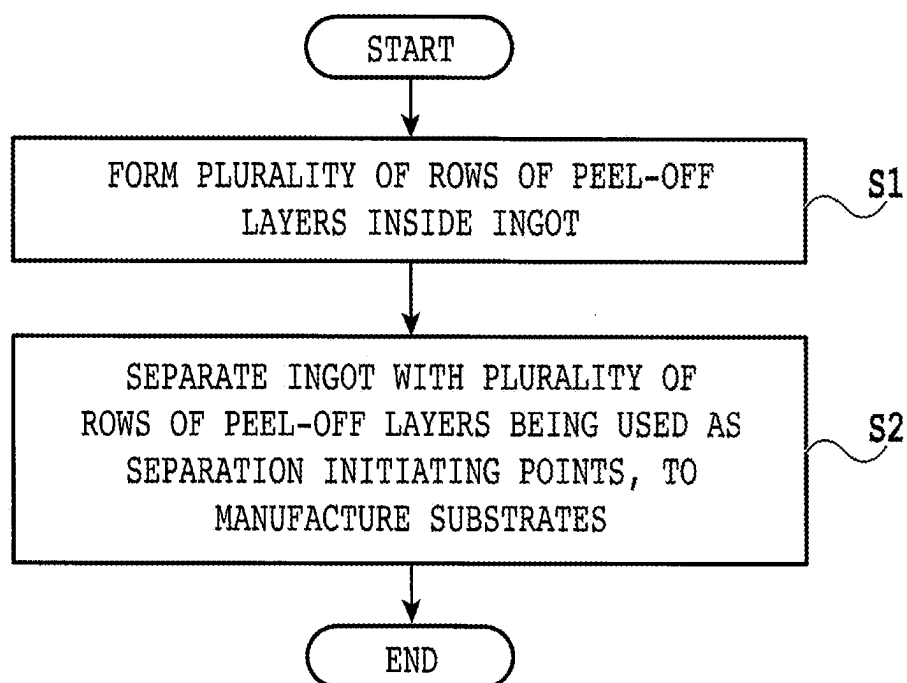 START
FORM PLURALITY OF ROWS OF PEEL-OFF
LAYERS INSIDE INGOT
S1
SEPARATE INGOT WITH PLURALITY OF
ROWS OF PEEL-OFF LAYERS BEING USED AS
SEPARATION INITIATING POINTS, TO
MANUFACTURE SUBSTRATES
S2
END